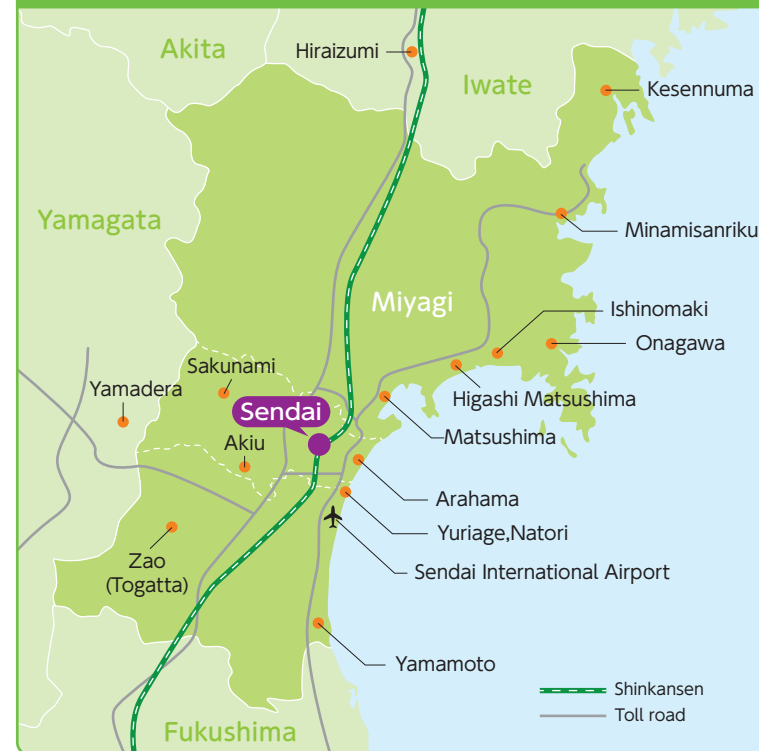 Akita
Hiraizumi
Iwate
Kesennuma
Yamagata
Minamisanriku
Miyagi
Ishinomaki
Onagawa
Sakunami
Yamadera
Higashi Matsushima
Sendai
Matsushima
Akiu
Arahama
Yuriage,Natori
Zao
(Togatta)
Sendai International Airport
Yamamoto
Shinkansen
Toll road
Fukushima